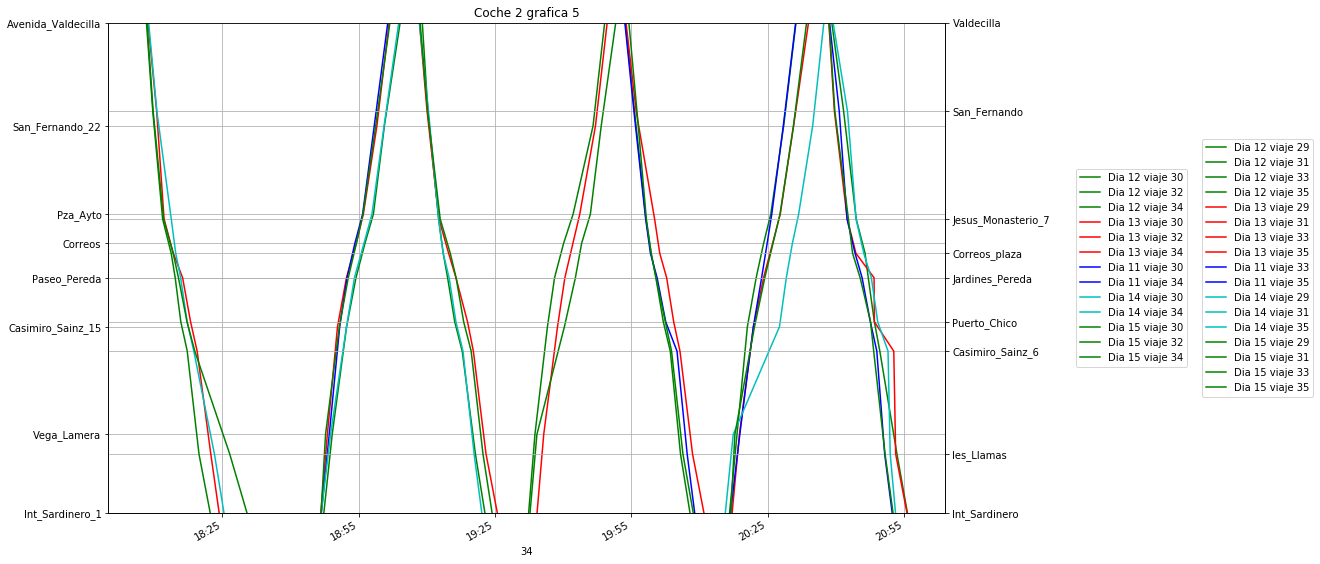 Coche 2 grafica 5
Avenida_Valdecilla
San_Fernando_22
Pza_Ayto
Correos
Paseo_Pereda
Casimiro_Sainz_15
Vega_Lamera
Int_Sardinero_1
Valdecilla
San_Fernando
Jesus_Monasterio_7
Correos_plaza
Jardines_Pereda
Puerto_Chico
Casimiro_Sainz_6
Ies_Llamas
Int_Sardinero
18:25
18:55
19:25
19:55
20:25
20:55
34
Dia 12 viaje 30
Dia 12 viaje 32
Dia 12 viaje 34
Dia 13 viaje 30
Dia 13 viaje 32
Dia 13 viaje 34
Dia 11 viaje 30
Dia 11 viaje 34
Dia 14 viaje 30
Dia 14 viaje 34
Dia 15 viaje 30
Dia 15 viaje 32
Dia 15 viaje 34
Dia 12 viaje 29
Dia 12 viaje 31
Dia 12 viaje 33
Dia 12 viaje 35
Dia 13 viaje 29
Dia 13 viaje 31
Dia 13 viaje 33
Dia 13 viaje 35
Dia 11 viaje 33
Dia 11 viaje 35
Dia 14 viaje 29
Dia 14 viaje 31
Dia 14 viaje 35
Dia 15 viaje 29
Dia 15 viaje 31
Dia 15 viaje 33
Dia 15 viaje 35